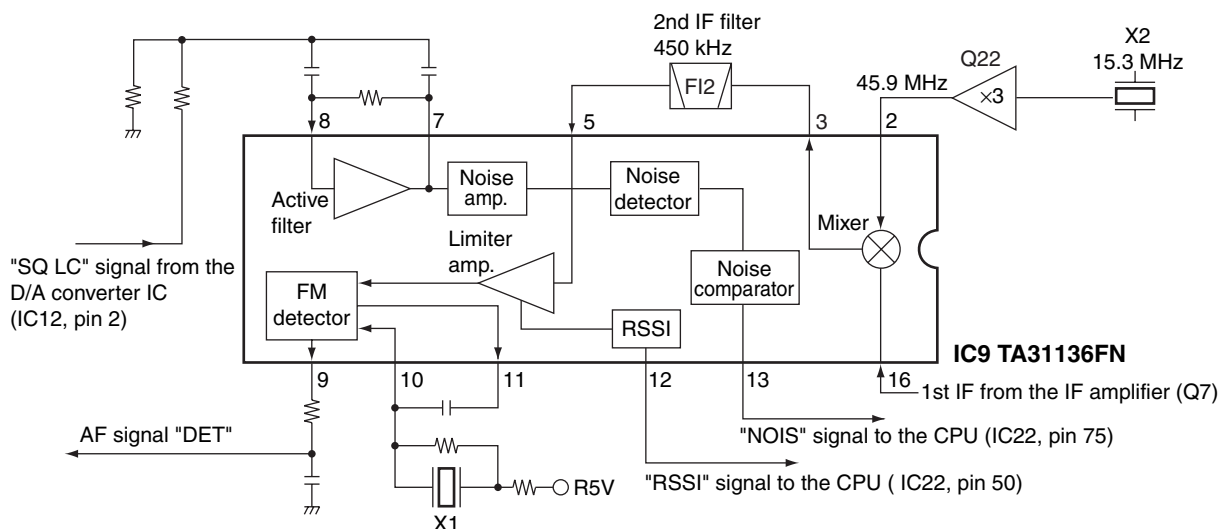 2nd IF filter
450 kHz
FI2
X2
15.3 MHz
Q22
×3
45.9 MHz
8
7
5
3
2
Active
filter
Noise
amp.
Noise
detector
Mixer
Limiter
amp.
"SQ LC" signal from the
D/A converter IC
(IC12, pin 2)
FM
detector
Noise
comparator
RSSI
IC9 TA31136FN
9
10
11
12
13
16
1st IF from the IF amplifier (Q7)
AF signal "DET"
"NOIS" signal to the CPU (IC22, pin 75)
"RSSI" signal to the CPU ( IC22, pin 50)
R5V
X1